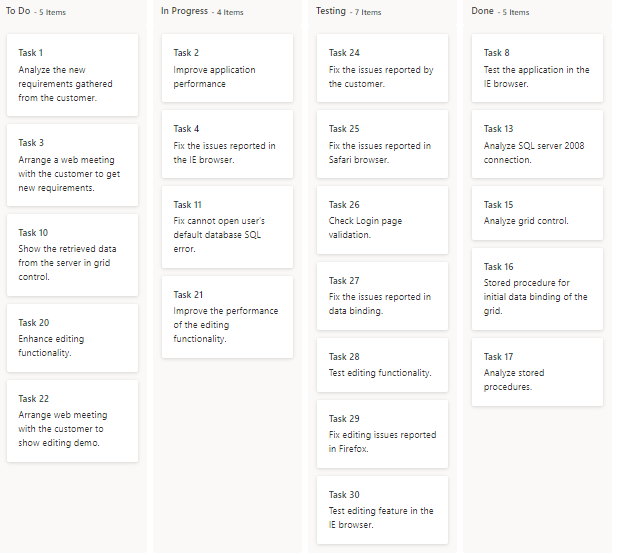 To Do - 5 Items
Task 1
Analyze the new
requirements gathered
from the customer.
Task 3
Arrange a web meeting
with the customer to get
new requirements.
Task 10
Show the retrieved data
from the server in grid
control.
Task 20
Enhance editing
functionality.
Task 22
Arrange web meeting
with the customer to
show editing demo.
In Progress - 4 Items
Task 2
Improve application
performance
Task 4
Fix the issues reported in
the IE browser.
Task 11
Fix cannot open user's
default database SQL
error.
Task 21
Improve the performance
of the editing
functionality.
Testing - 7 Items
Task 24
Fix the issues reported by
the customer.
Task 25
Fix the issues reported in
Safari browser.
Task 26
Check Login page
validation.
Task 27
Fix the issues reported in
data binding.
Task 28
Test editing functionality.
Task 29
Fix editing issues reported
in Firefox.
Task 30
Test editing feature in the
IE browser.
Done - 5 Items
Task 8
Test the application in the
IE browser.
Task 13
Analyze SQL server 2008
connection.
Task 15
Analyze grid control.
Task 16
Stored procedure for
initial data binding of the
grid.
Task 17
Analyze stored
procedures.